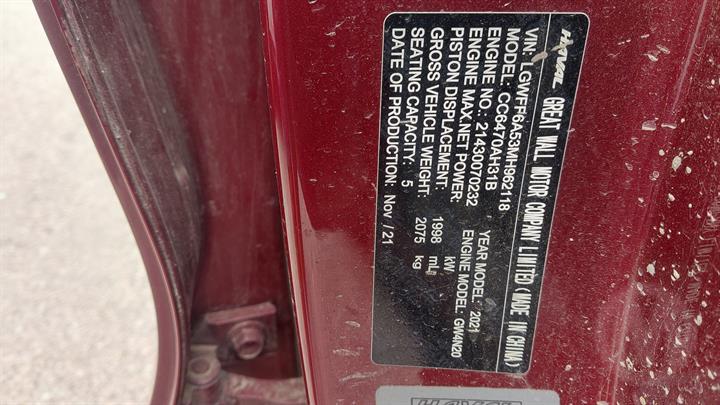 HAVAL
GREAT WALL MOTOR COMPANY LIMITED (MADE IN CHINA)
VIN: LGWFF6A53MH962118
MODEL: CC6470AH31B YEAR MODEL: 2021
ENGINE NO.: 21430070232 ENGINE MODEL: GW4N20
ENGINE MAX.NET POWER: kW
PISTON DISPLACEMENT: 1998 mL
GROSS VEHICLE WEIGHT: 2075 kg
SEATING CAPACITY: 5
DATE OF PRODUCTION: Nov / 21